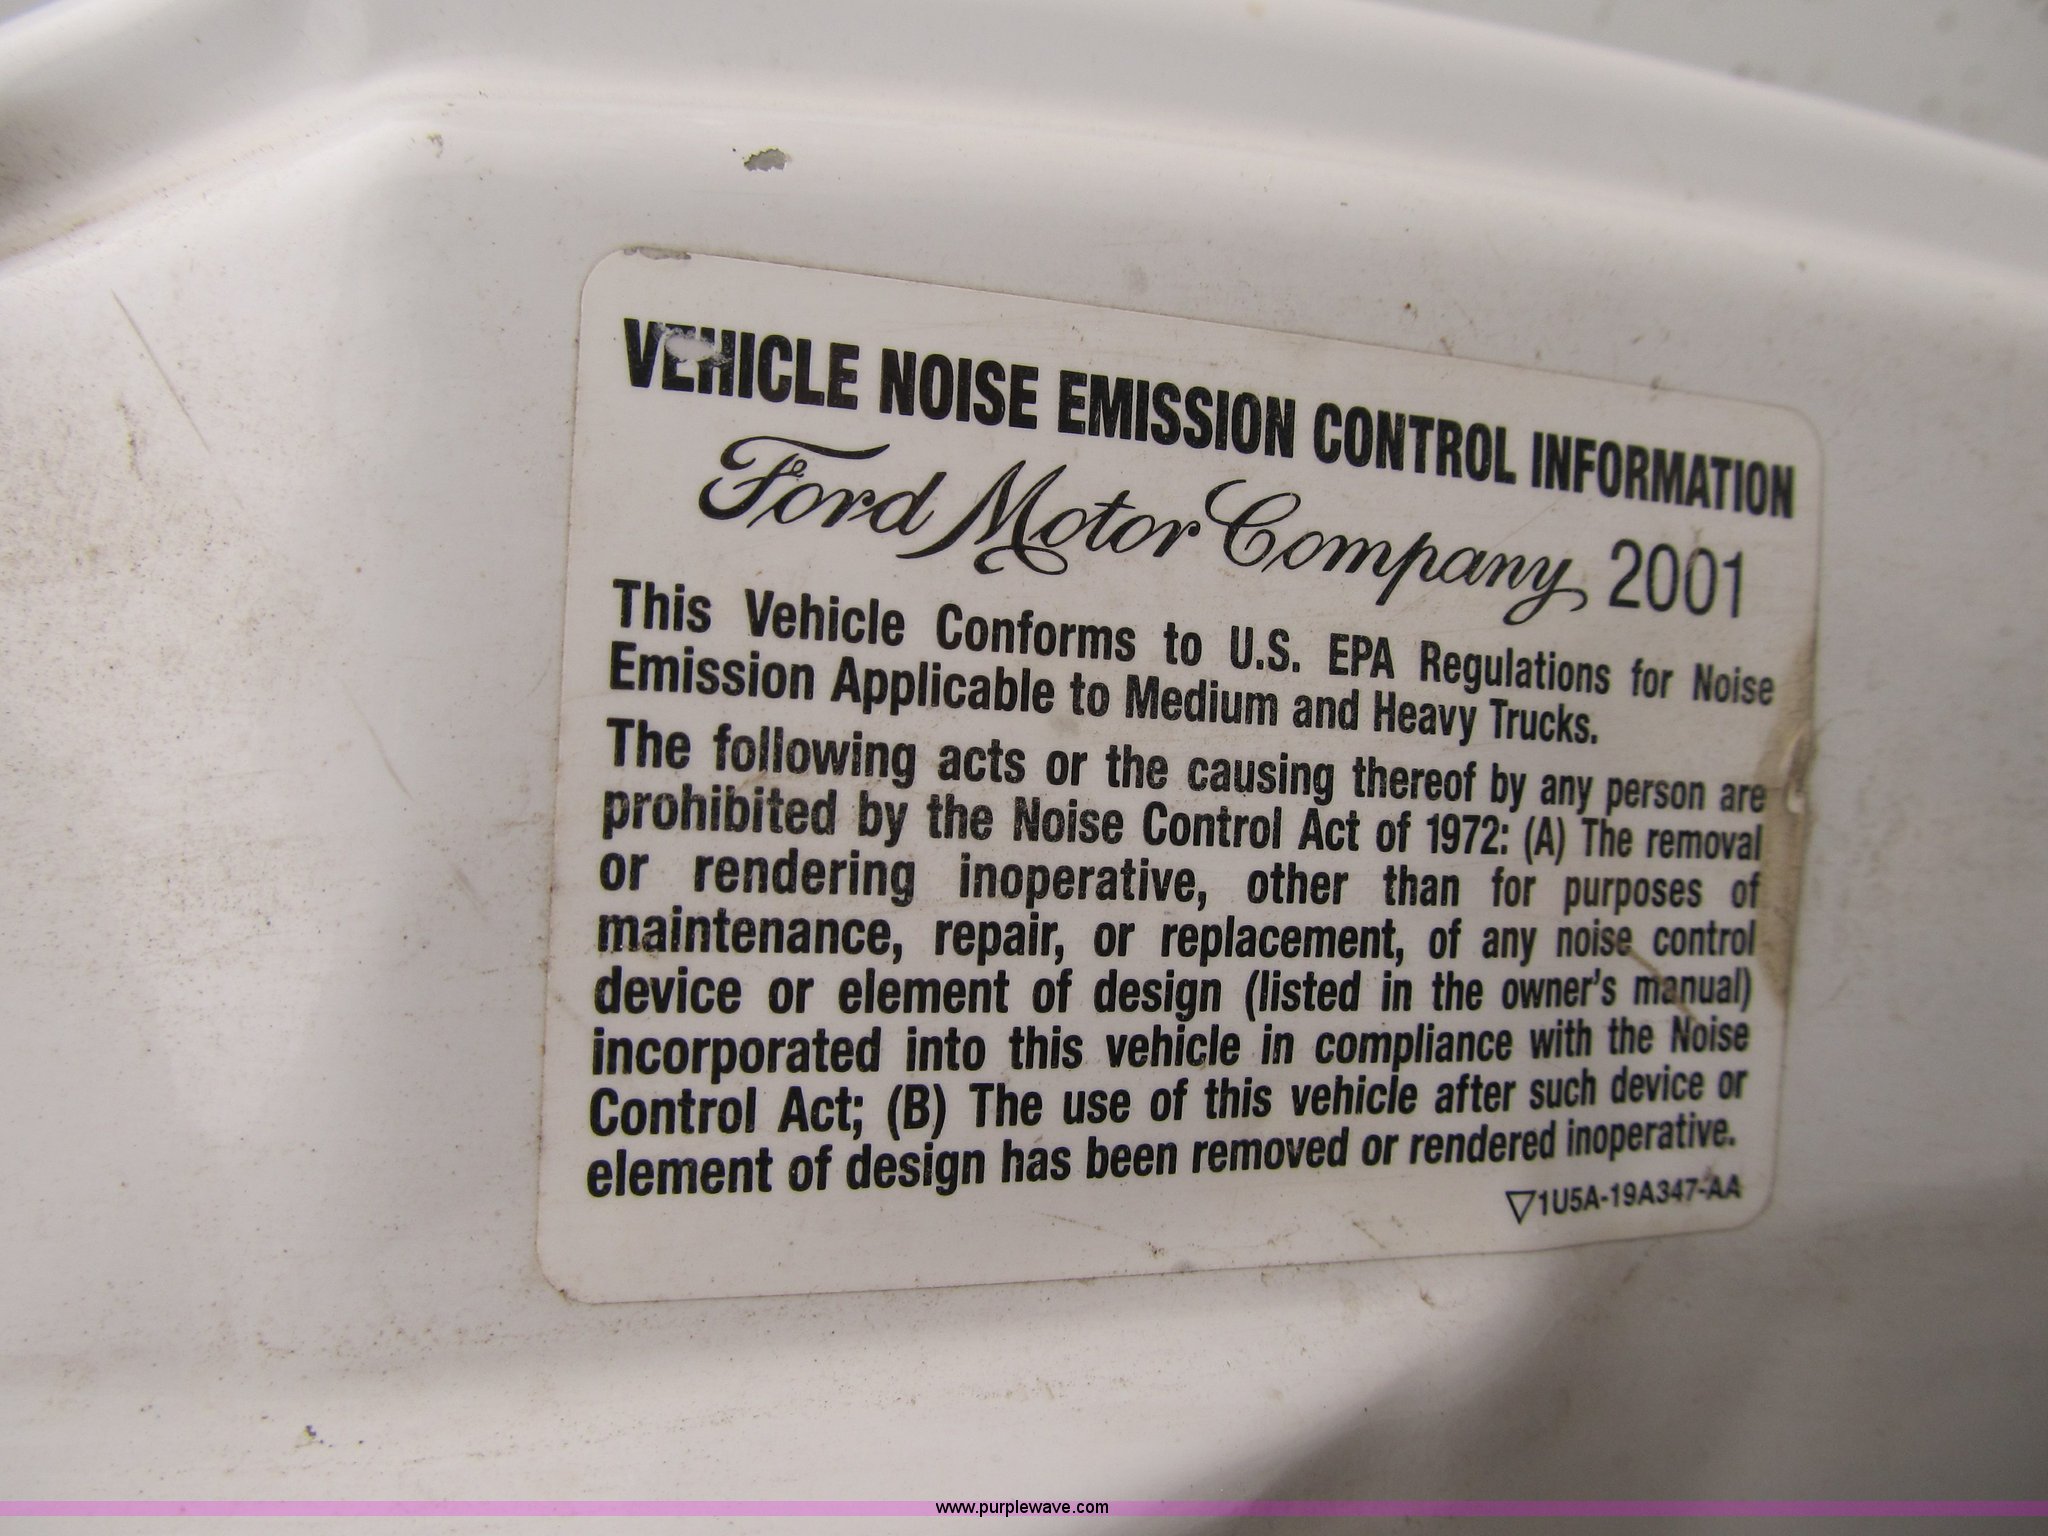 VEHICLE NOISE EMISSION CONTROL INFORMATION
Ford Motor Company 2001
This Vehicle Conforms to U.S. EPA Regulations for Noise
Emission Applicable to Medium and Heavy Trucks.
The following acts or the causing thereof by any person are
prohibited by the Noise Control Act of 1972: (A) The removal
or rendering inoperative, other than for purposes of
maintenance, repair, or replacement, of any noise control
device or element of design (listed in the owner's manual)
incorporated into this vehicle in compliance with the Noise
Control Act; (B) The use of this vehicle after such device or
element of design has been removed or rendered inoperative.
▽1U5A-19A347-AA
www.purplewave.com